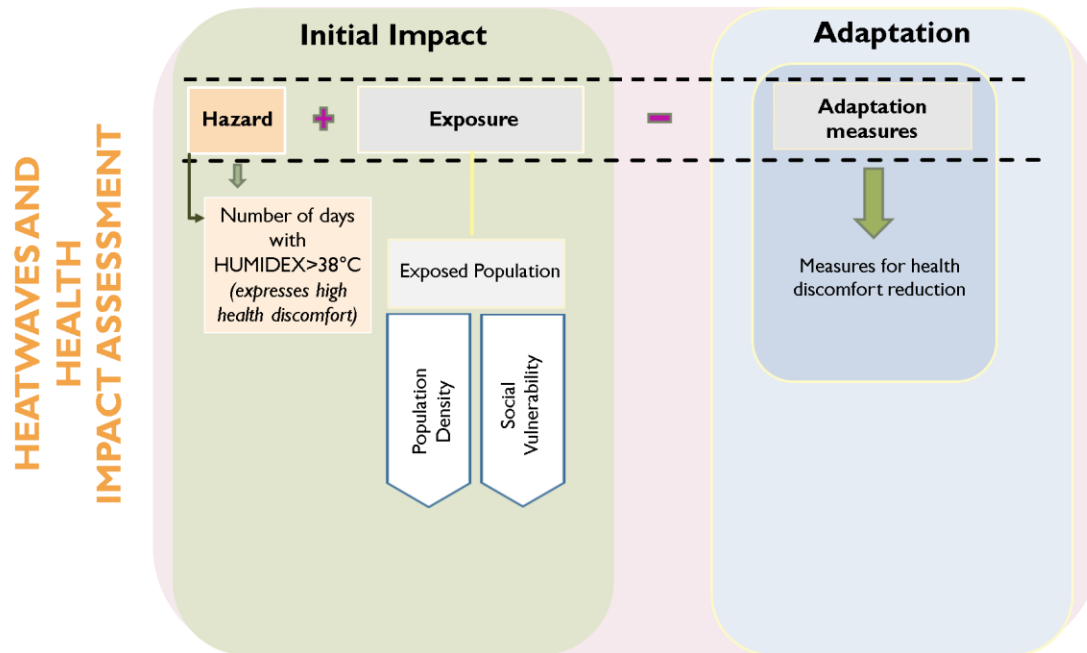 HEATWAVES AND
HEALTH
IMPACT ASSESSMENT
Initial Impact
Adaptation
Hazard
+
Exposure
-
Adaptation
measures
Number of days
with
HUMIDEX>38°C
(expresses high
health discomfort)
Exposed Population
Population
Density
Social
Vulnerability
Measures for health
discomfort reduction